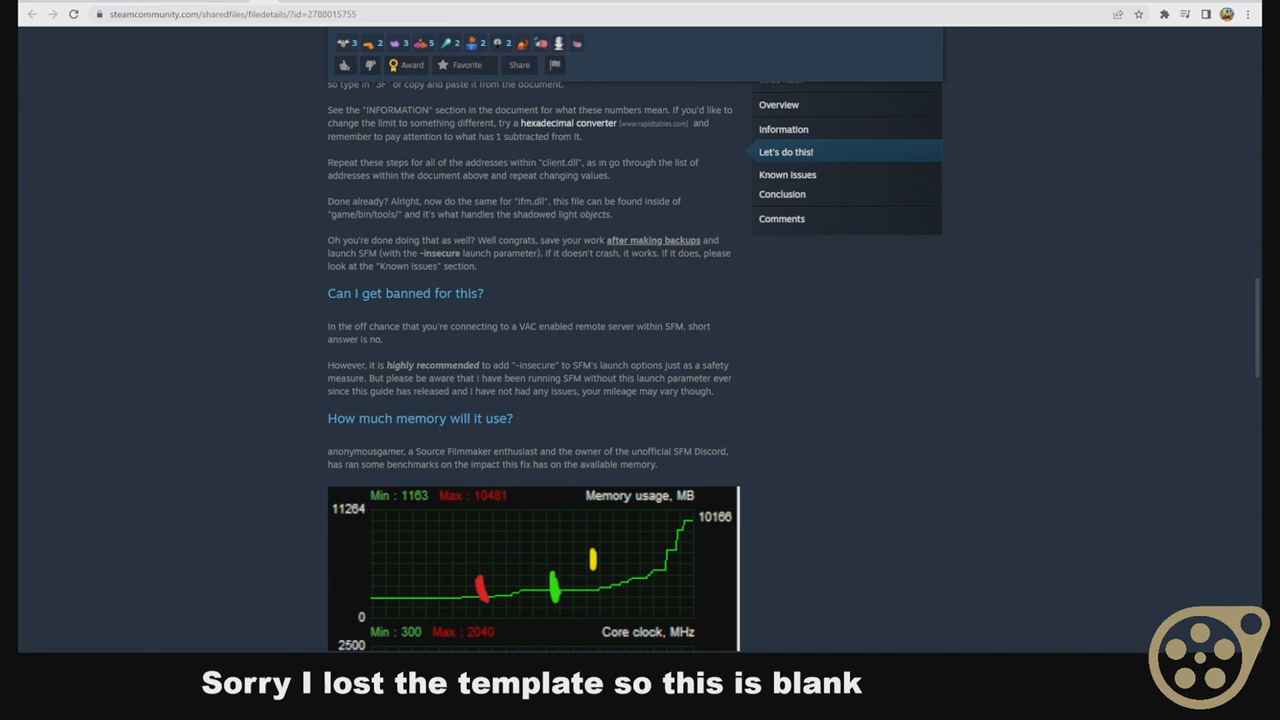 steamcommunity.com/sharedfiles/filedetails/?id=2788015755
3 2 3 5 2 2 2
Award Favorite Share
so type in "3F" or copy and paste it from the document.
See the "INFORMATION" section in the document for what these numbers mean. If you'd like to
change the limit to something different, try a hexadecimal converter [www.rapidtables.com] and
remember to pay attention to what has 1 subtracted from it.
Repeat these steps for all of the addresses within "client.dll", as in go through the list of
addresses within the document above and repeat changing values.
Done already? Alright, now do the same for "ifm.dll", this file can be found inside of
"game/bin/tools/" and it's what handles the shadowed light objects.
Oh you're done doing that as well? Well congrats, save your work after making backups and
launch SFM (with the -insecure launch parameter). If it doesn't crash, it works. If it does, please
look at the "Known issues" section.
Can I get banned for this?
In the off chance that you're connecting to a VAC enabled remote server within SFM, short
answer is no.
However, it is highly recommended to add "-insecure" to SFM's launch options just as a safety
measure. But please be aware that i have been running SFM without this launch parameter ever
since this guide has released and I have not had any issues, your mileage may vary though.
How much memory will it use?
anonymousgamer, a Source Filmmaker enthusiast and the owner of the unofficial SFM Discord,
has ran some benchmarks on the impact this fix has on the available memory.
Min : 1163 Max : 10481 Memory usage, MB
11264
10166
0
Min : 300 Max : 2040 Core clock, MHz
2500
Overview
Information
Let's do this!
Known issues
Conclusion
Comments
Sorry I lost the template so this is blank